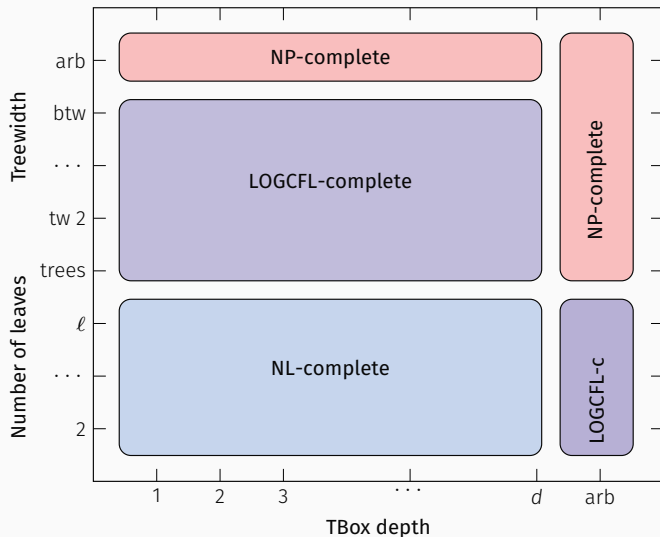 arb
NP-complete
btw
Treewidth
NP-complete
· · ·
LOGCFL-complete
tw 2
trees
Number of leaves
ℓ
NL-complete
LOGCFL-c
· · ·
2
1 2 3 · · · d arb
TBox depth